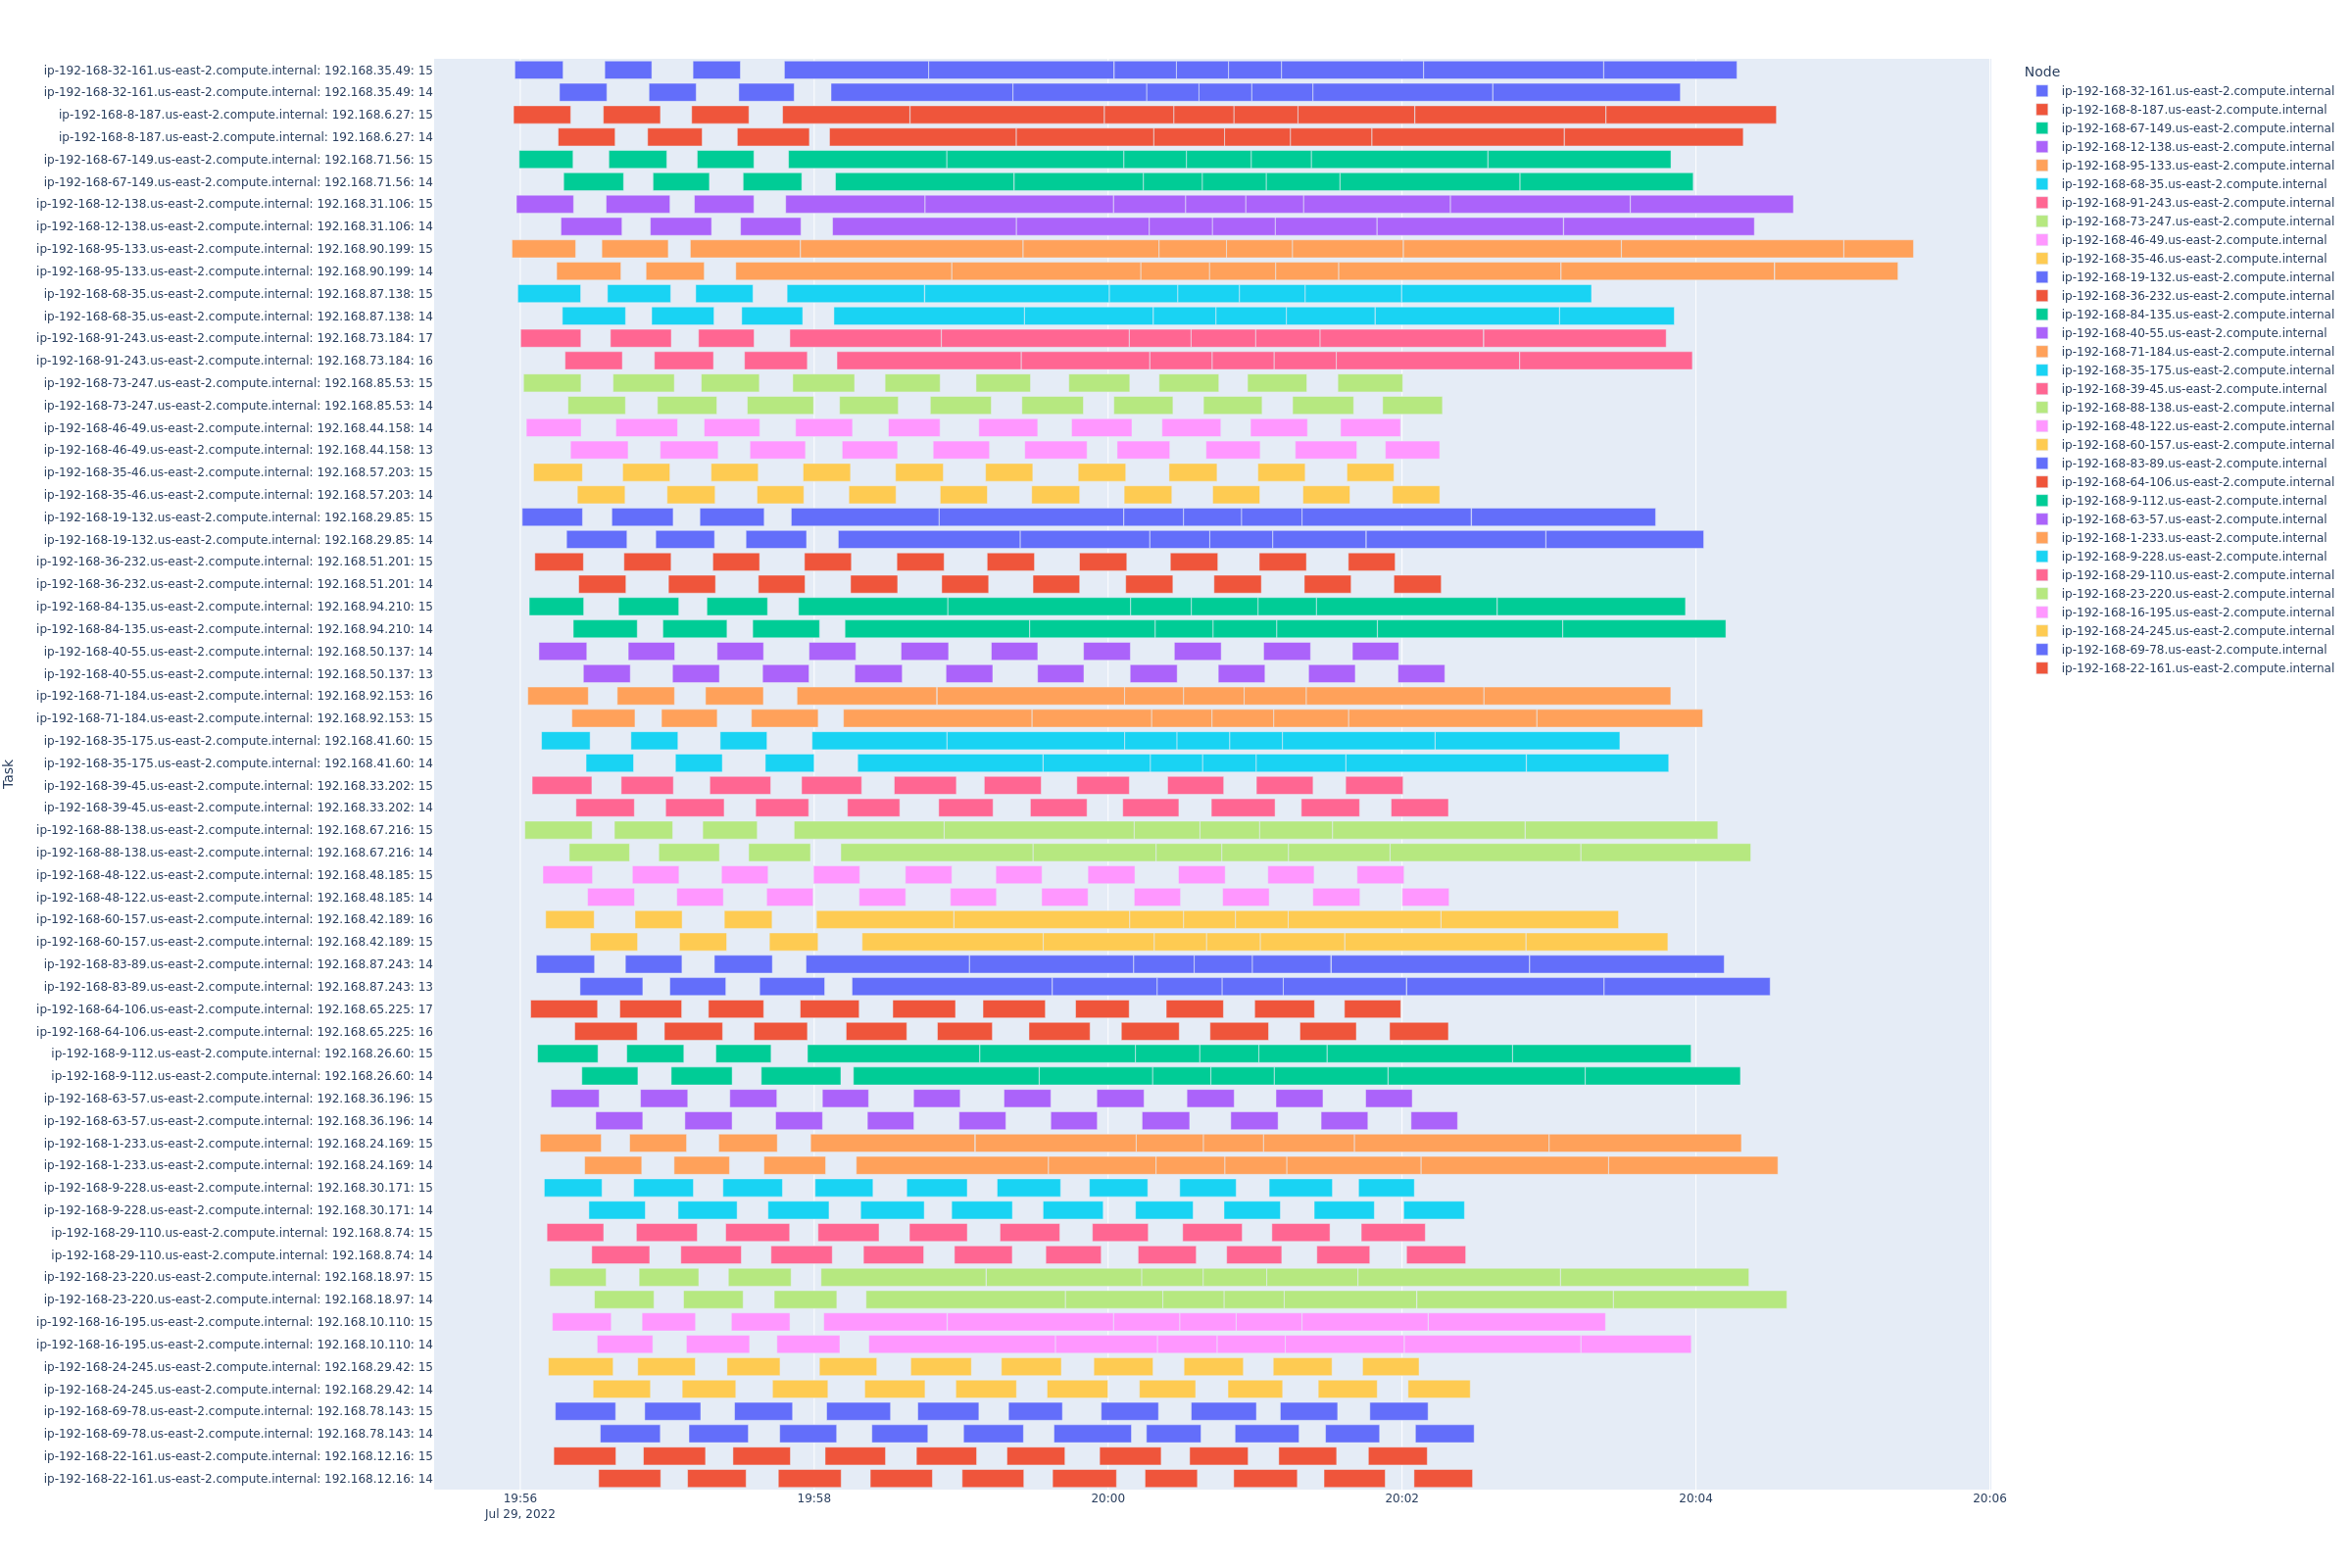 ip-192-168-32-161.us-east-2.compute.internal: 192.168.35.49: 15
ip-192-168-32-161.us-east-2.compute.internal: 192.168.35.49: 14
ip-192-168-8-187.us-east-2.compute.internal: 192.168.6.27: 15
ip-192-168-8-187.us-east-2.compute.internal: 192.168.6.27: 14
ip-192-168-67-149.us-east-2.compute.internal: 192.168.71.56: 15
ip-192-168-67-149.us-east-2.compute.internal: 192.168.71.56: 14
ip-192-168-12-138.us-east-2.compute.internal: 192.168.31.106: 15
ip-192-168-12-138.us-east-2.compute.internal: 192.168.31.106: 14
ip-192-168-95-133.us-east-2.compute.internal: 192.168.90.199: 15
ip-192-168-95-133.us-east-2.compute.internal: 192.168.90.199: 14
ip-192-168-68-35.us-east-2.compute.internal: 192.168.87.138: 15
ip-192-168-68-35.us-east-2.compute.internal: 192.168.87.138: 14
ip-192-168-91-243.us-east-2.compute.internal: 192.168.73.184: 17
ip-192-168-91-243.us-east-2.compute.internal: 192.168.73.184: 16
ip-192-168-73-247.us-east-2.compute.internal: 192.168.85.53: 15
ip-192-168-73-247.us-east-2.compute.internal: 192.168.85.53: 14
ip-192-168-46-49.us-east-2.compute.internal: 192.168.44.158: 14
ip-192-168-46-49.us-east-2.compute.internal: 192.168.44.158: 13
ip-192-168-35-46.us-east-2.compute.internal: 192.168.57.203: 15
ip-192-168-35-46.us-east-2.compute.internal: 192.168.57.203: 14
ip-192-168-19-132.us-east-2.compute.internal: 192.168.29.85: 15
ip-192-168-19-132.us-east-2.compute.internal: 192.168.29.85: 14
ip-192-168-36-232.us-east-2.compute.internal: 192.168.51.201: 15
ip-192-168-36-232.us-east-2.compute.internal: 192.168.51.201: 14
ip-192-168-84-135.us-east-2.compute.internal: 192.168.94.210: 15
ip-192-168-84-135.us-east-2.compute.internal: 192.168.94.210: 14
ip-192-168-40-55.us-east-2.compute.internal: 192.168.50.137: 14
ip-192-168-40-55.us-east-2.compute.internal: 192.168.50.137: 13
ip-192-168-71-184.us-east-2.compute.internal: 192.168.92.153: 16
ip-192-168-71-184.us-east-2.compute.internal: 192.168.92.153: 15
ip-192-168-35-175.us-east-2.compute.internal: 192.168.41.60: 15
ip-192-168-35-175.us-east-2.compute.internal: 192.168.41.60: 14
ip-192-168-39-45.us-east-2.compute.internal: 192.168.33.202: 15
ip-192-168-39-45.us-east-2.compute.internal: 192.168.33.202: 14
ip-192-168-88-138.us-east-2.compute.internal: 192.168.67.216: 15
ip-192-168-88-138.us-east-2.compute.internal: 192.168.67.216: 14
ip-192-168-48-122.us-east-2.compute.internal: 192.168.48.185: 15
ip-192-168-48-122.us-east-2.compute.internal: 192.168.48.185: 14
ip-192-168-60-157.us-east-2.compute.internal: 192.168.42.189: 16
ip-192-168-60-157.us-east-2.compute.internal: 192.168.42.189: 15
ip-192-168-83-89.us-east-2.compute.internal: 192.168.87.243: 14
ip-192-168-83-89.us-east-2.compute.internal: 192.168.87.243: 13
ip-192-168-64-106.us-east-2.compute.internal: 192.168.65.225: 17
ip-192-168-64-106.us-east-2.compute.internal: 192.168.65.225: 16
ip-192-168-9-112.us-east-2.compute.internal: 192.168.26.60: 15
ip-192-168-9-112.us-east-2.compute.internal: 192.168.26.60: 14
ip-192-168-63-57.us-east-2.compute.internal: 192.168.36.196: 15
ip-192-168-63-57.us-east-2.compute.internal: 192.168.36.196: 14
ip-192-168-1-233.us-east-2.compute.internal: 192.168.24.169: 15
ip-192-168-1-233.us-east-2.compute.internal: 192.168.24.169: 14
ip-192-168-9-228.us-east-2.compute.internal: 192.168.30.171: 15
ip-192-168-9-228.us-east-2.compute.internal: 192.168.30.171: 14
ip-192-168-29-110.us-east-2.compute.internal: 192.168.8.74: 15
ip-192-168-29-110.us-east-2.compute.internal: 192.168.8.74: 14
ip-192-168-23-220.us-east-2.compute.internal: 192.168.18.97: 15
ip-192-168-23-220.us-east-2.compute.internal: 192.168.18.97: 14
ip-192-168-16-195.us-east-2.compute.internal: 192.168.10.110: 15
ip-192-168-16-195.us-east-2.compute.internal: 192.168.10.110: 14
ip-192-168-24-245.us-east-2.compute.internal: 192.168.29.42: 15
ip-192-168-24-245.us-east-2.compute.internal: 192.168.29.42: 14
ip-192-168-69-78.us-east-2.compute.internal: 192.168.78.143: 15
ip-192-168-69-78.us-east-2.compute.internal: 192.168.78.143: 14
ip-192-168-22-161.us-east-2.compute.internal: 192.168.12.16: 15
ip-192-168-22-161.us-east-2.compute.internal: 192.168.12.16: 14
Task
19:56 19:58 20:00 20:02 20:04 20:06
Jul 29, 2022
Node
ip-192-168-32-161.us-east-2.compute.internal
ip-192-168-8-187.us-east-2.compute.internal
ip-192-168-67-149.us-east-2.compute.internal
ip-192-168-12-138.us-east-2.compute.internal
ip-192-168-95-133.us-east-2.compute.internal
ip-192-168-68-35.us-east-2.compute.internal
ip-192-168-91-243.us-east-2.compute.internal
ip-192-168-73-247.us-east-2.compute.internal
ip-192-168-46-49.us-east-2.compute.internal
ip-192-168-35-46.us-east-2.compute.internal
ip-192-168-19-132.us-east-2.compute.internal
ip-192-168-36-232.us-east-2.compute.internal
ip-192-168-84-135.us-east-2.compute.internal
ip-192-168-40-55.us-east-2.compute.internal
ip-192-168-71-184.us-east-2.compute.internal
ip-192-168-35-175.us-east-2.compute.internal
ip-192-168-39-45.us-east-2.compute.internal
ip-192-168-88-138.us-east-2.compute.internal
ip-192-168-48-122.us-east-2.compute.internal
ip-192-168-60-157.us-east-2.compute.internal
ip-192-168-83-89.us-east-2.compute.internal
ip-192-168-64-106.us-east-2.compute.internal
ip-192-168-9-112.us-east-2.compute.internal
ip-192-168-63-57.us-east-2.compute.internal
ip-192-168-1-233.us-east-2.compute.internal
ip-192-168-9-228.us-east-2.compute.internal
ip-192-168-29-110.us-east-2.compute.internal
ip-192-168-23-220.us-east-2.compute.internal
ip-192-168-16-195.us-east-2.compute.internal
ip-192-168-24-245.us-east-2.compute.internal
ip-192-168-69-78.us-east-2.compute.internal
ip-192-168-22-161.us-east-2.compute.internal